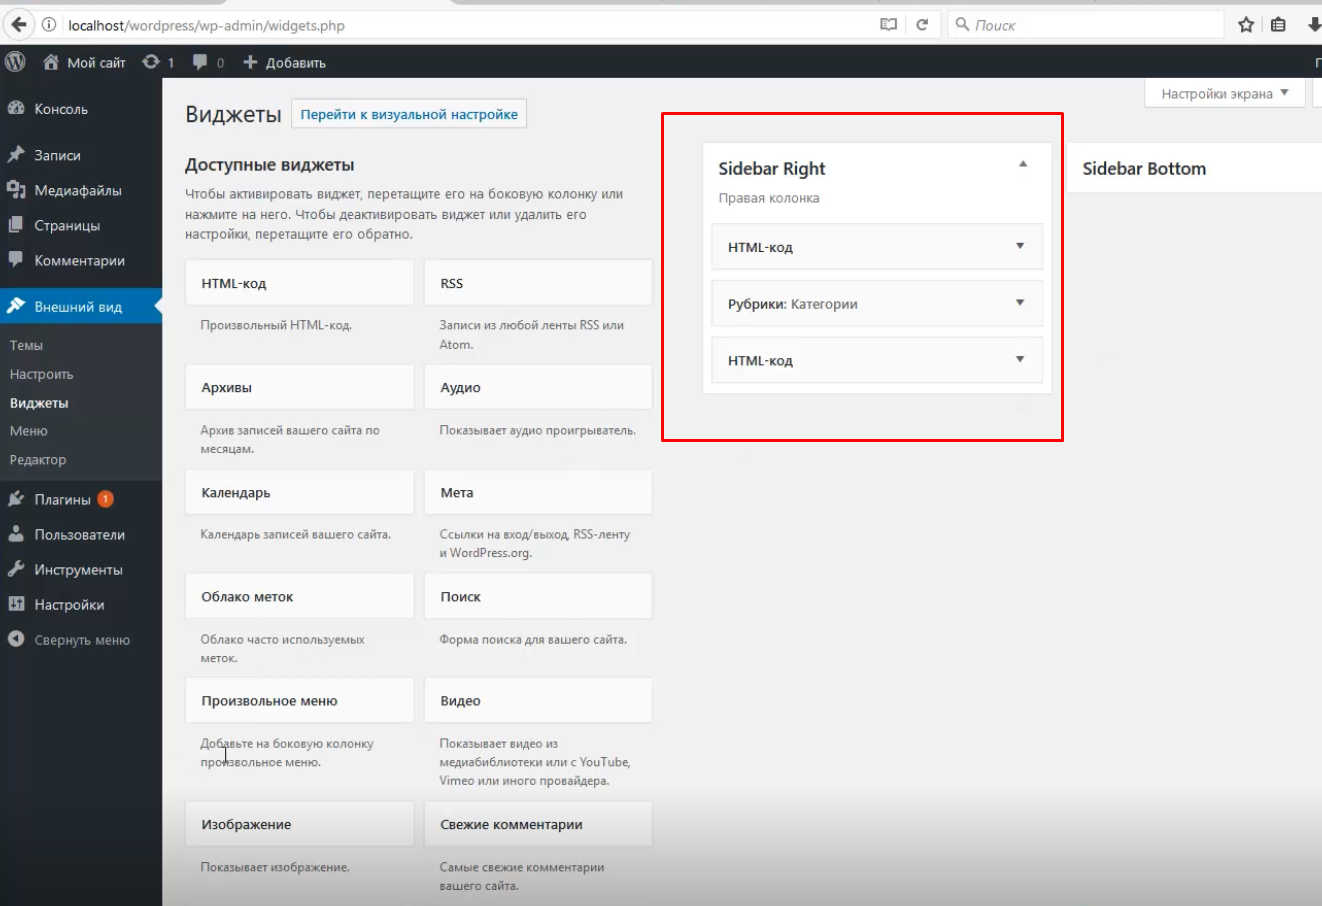 localhost/wordpress/wp-admin/widgets.php
Поиск
Мой сайт
1
0
Добавить
Настройки экрана
Консоль
Записи
Медиафайлы
Страницы
Комментарии
Внешний вид
Темы
Настроить
Виджеты
Меню
Редактор
Плагины 1
Пользователи
Инструменты
Настройки
Свернуть меню
Виджеты
Перейти к визуальной настройке
Доступные виджеты
Чтобы активировать виджет, перетащите его на боковую колонку или
нажмите на него. Чтобы деактивировать виджет или удалить его
настройки, перетащите его обратно.
HTML-код
Произвольный HTML-код.
RSS
Записи из любой ленты RSS или
Atom.
Архивы
Архив записей вашего сайта по
месяцам.
Аудио
Показывает аудио проигрыватель.
Календарь
Календарь записей вашего сайта.
Мета
Ссылки на вход/выход, RSS-ленту
и WordPress.org.
Облако меток
Облако часто используемых
меток.
Поиск
Форма поиска для вашего сайта.
Произвольное меню
Добавьте на боковую колонку
произвольное меню.
Видео
Показывает видео из
медиабиблиотеки или с YouTube,
Vimeo или иного провайдера.
Изображение
Показывает изображение.
Свежие комментарии
Самые свежие комментарии
вашего сайта.
Sidebar Right
Правая колонка
HTML-код
Рубрики: Категории
HTML-код
Sidebar Bottom